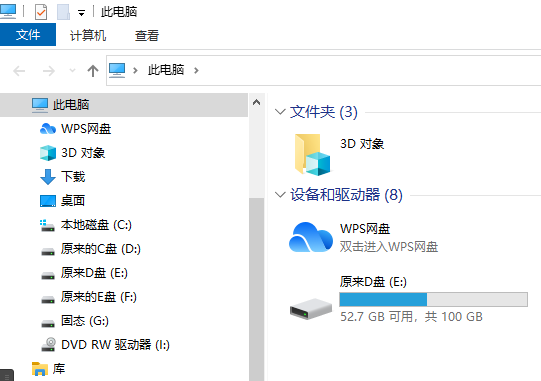 此电脑
文件 计算机 查看
此电脑
此电脑
WPS网盘
3D 对象
下载
桌面
本地磁盘 (C:)
原来的C盘 (D:)
原来D盘 (E:)
原来的E盘 (F:)
固态 (G:)
DVD RW 驱动器 (I:)
库
文件夹 (3)
3D 对象
设备和驱动器 (8)
WPS网盘
双击进入WPS网盘
原来D盘 (E:)
52.7 GB 可用，共 100 GB